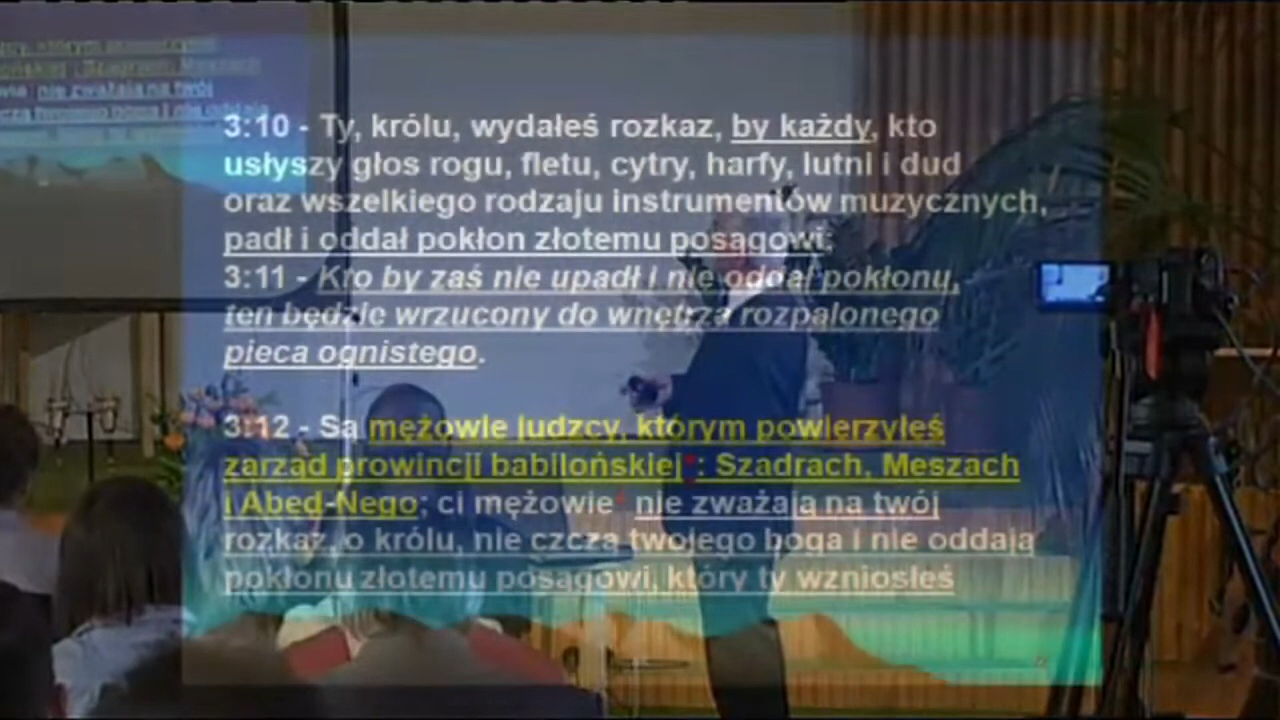 3:10 - Ty, królu, wydałeś rozkaz, by każdy, kto
usłyszy głos rogu, fletu, cytry, harfy, lutni i dud
oraz wszelkiego rodzaju instrumentów muzycznych,
padł i oddał pokłon złotemu posągowi:
3:11 - Kto by zaś nie upadł i nie oddał pokłonu,
ten będzie wrzucony do wnętrza rozpalonego
pieca ognistego.
3:12 - Są mężowie ludzcy, którym powierzyłeś
zarząd prowincji babilońskiej*: Szadrach, Meszach
i Abed-Nego; ci mężowie* nie zważają na twój
rozkaz, o królu, nie czczą twojego boga i nie oddają
pokłonu złotemu posągowi, który ty wzniosłeś